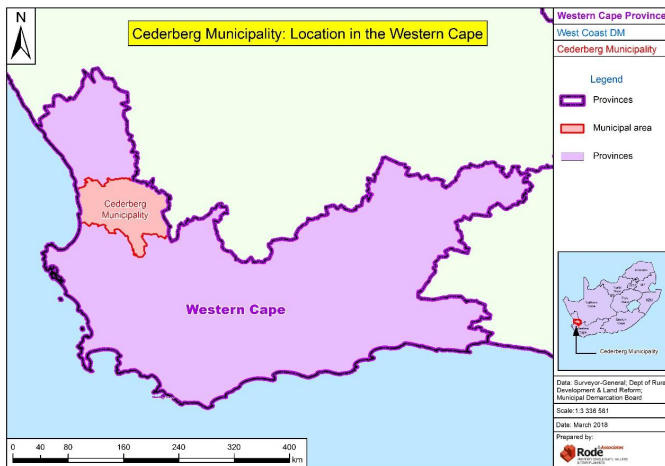 N
Cederberg Municipality: Location in the Western Cape
Cederberg
Municipality
Western Cape
0 40 80 160 240 320 400
km
Western Cape Province
West Coast DM
Cederberg Municipality
Legend
Provinces
Municipal area
Provinces
Cederberg Municipality
Data: Surveyor-General; Dept of Rural
Development & Land Reform;
Municipal Demarcation Board
Scale:1:3 336 561
Date: March 2018
Prepared by:
Rode
& Associates